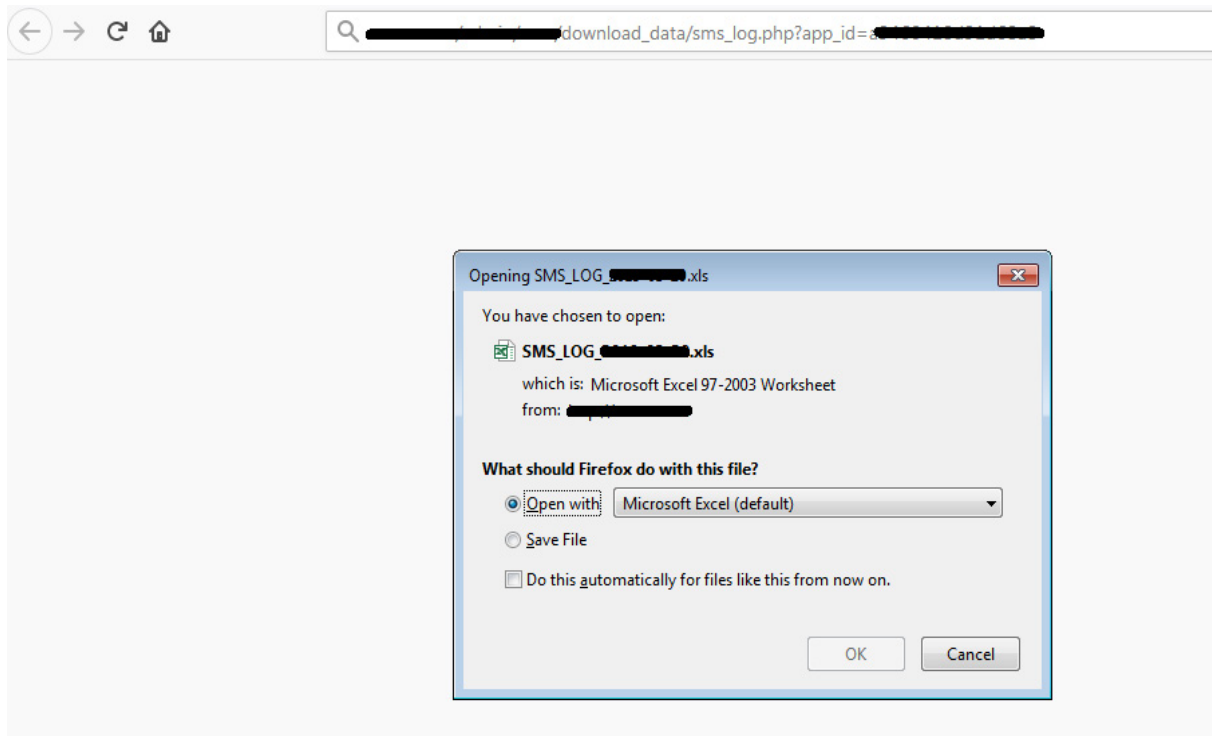 /download_data/sms_log.php?app_id=
Opening SMS_LOG_ .xls
You have chosen to open:
SMS_LOG_ .xls
which is: Microsoft Excel 97-2003 Worksheet
from:
What should Firefox do with this file?
Open with Microsoft Excel (default)
Save File
Do this automatically for files like this from now on.
OK Cancel